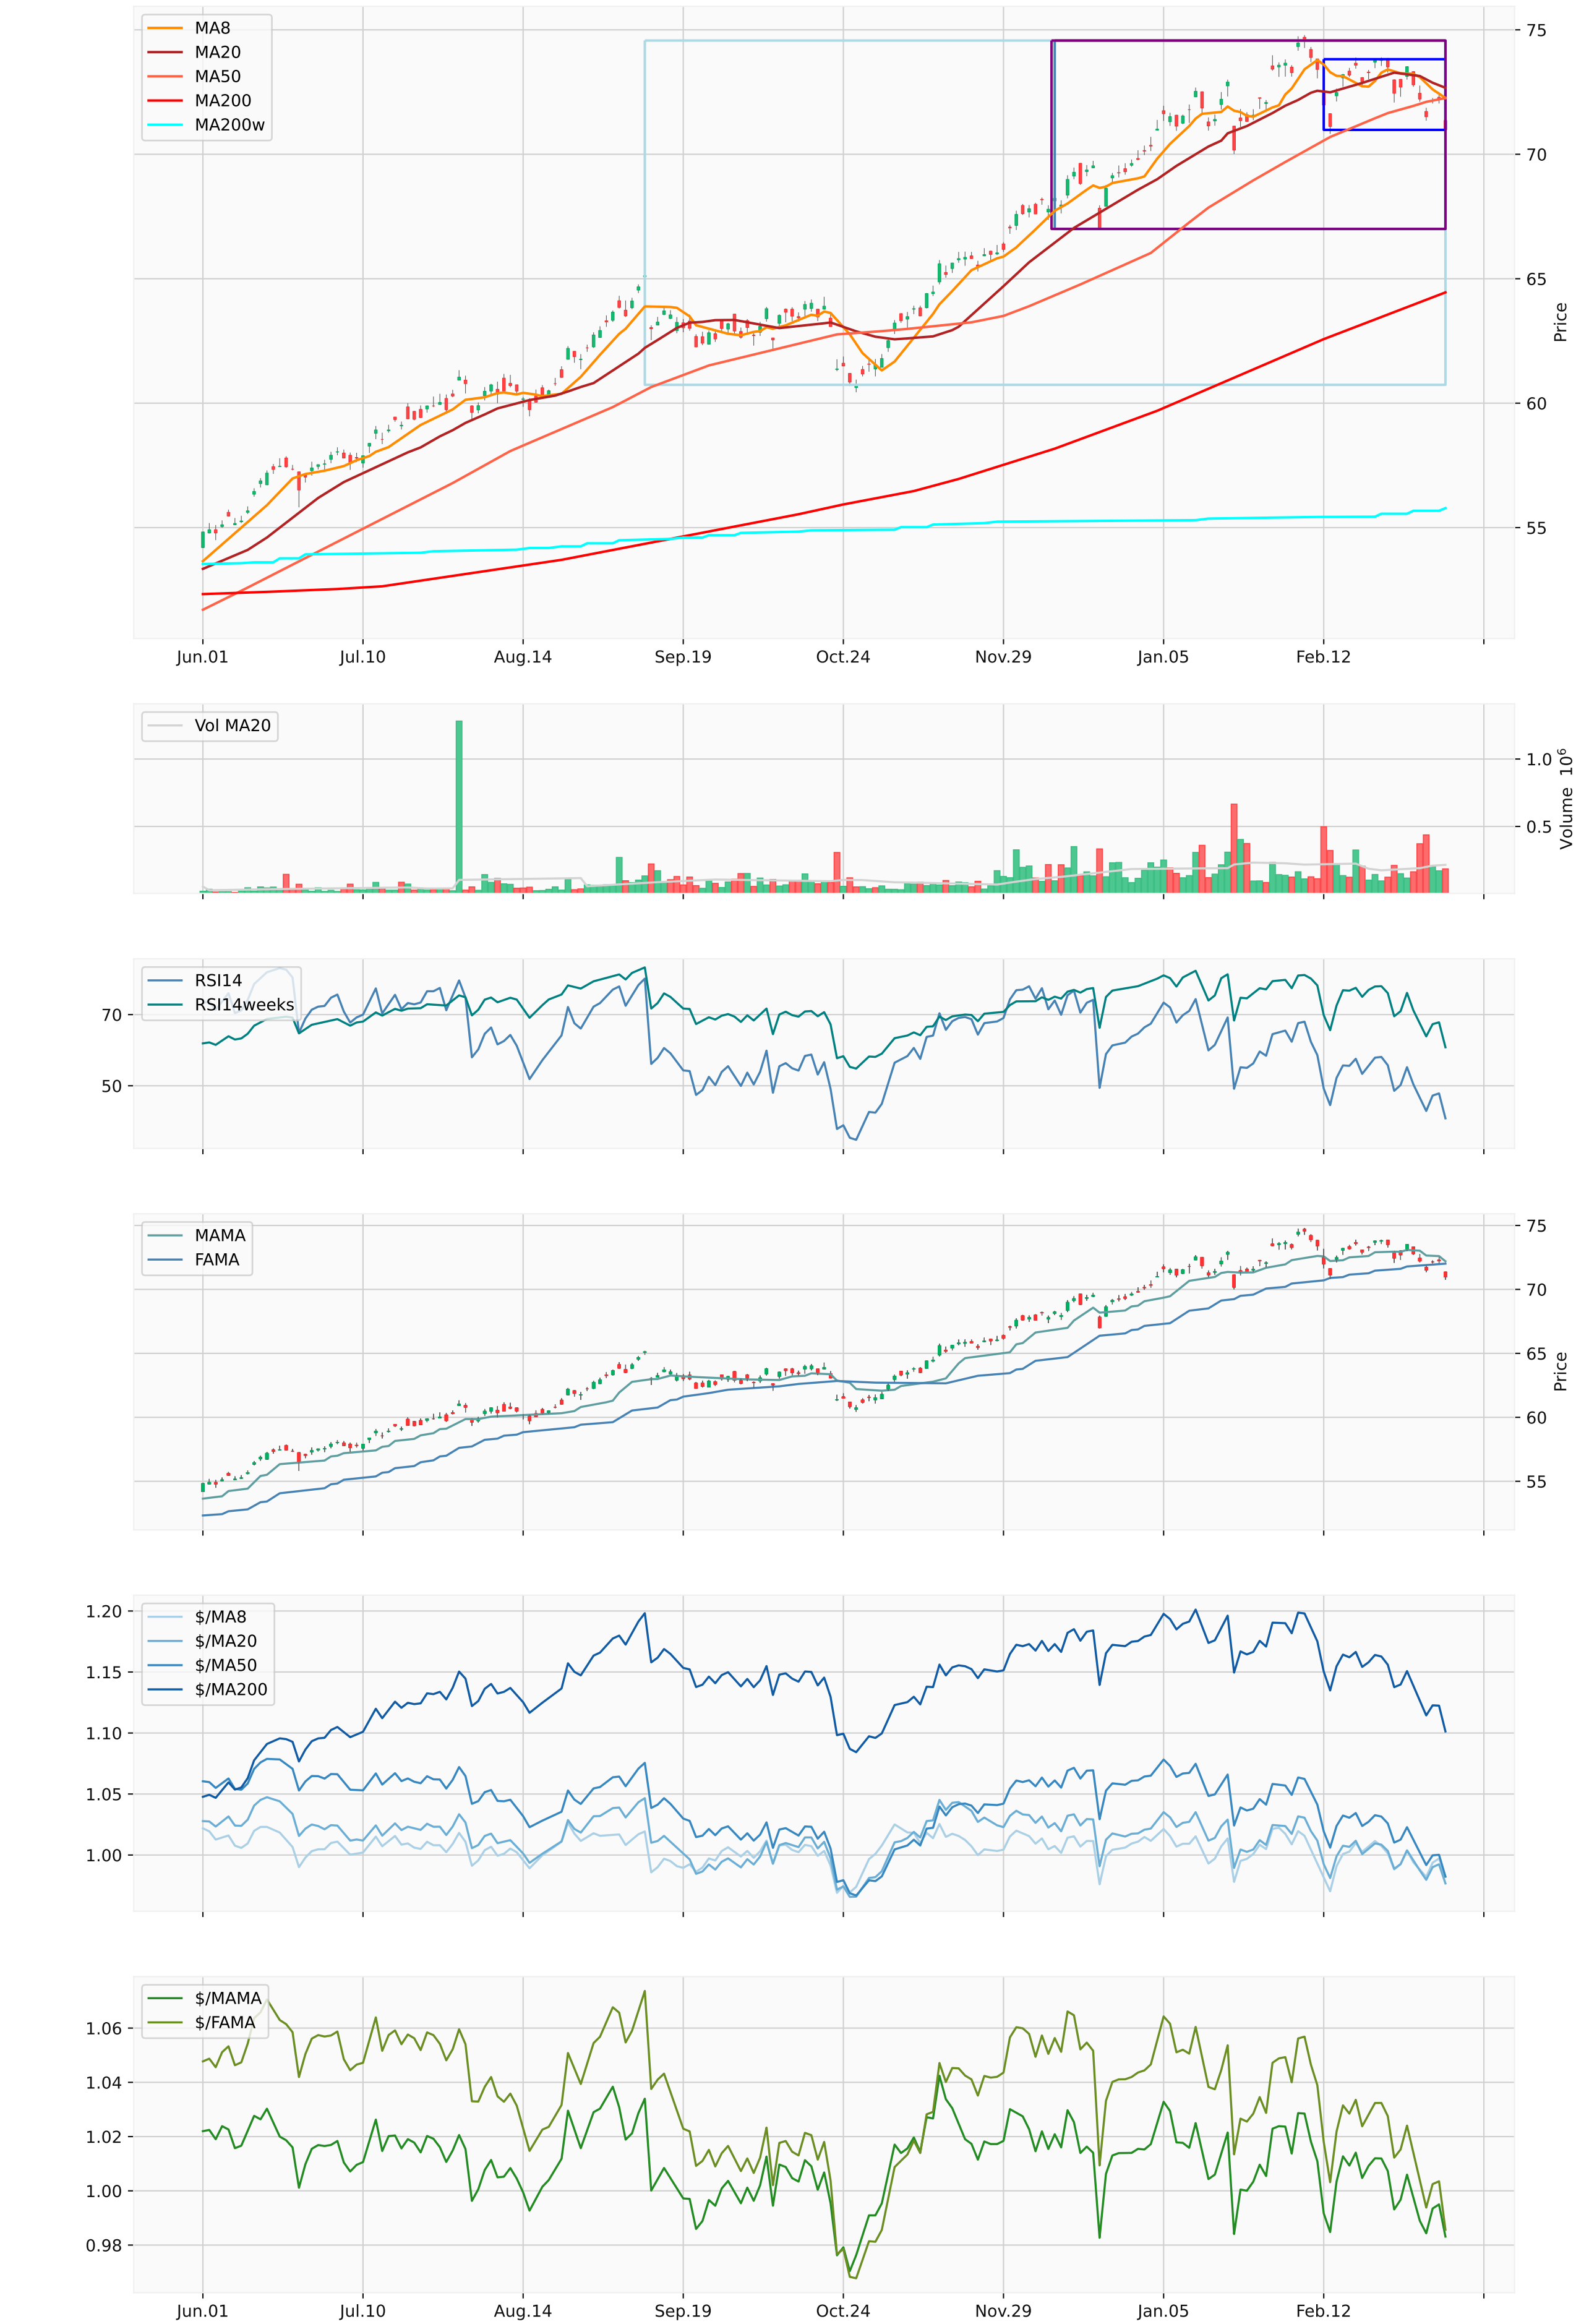 MA8
MA20
MA50
MA200
MA200w
75
70
65
60
55
Price
Jun.01 Jul.10 Aug.14 Sep.19 Oct.24 Nov.29 Jan.05 Feb.12
Vol MA20
1.0
0.5
Volume 10^6
RSI14
RSI14weeks
70
50
MAMA
FAMA
75
70
65
60
55
Price
$/MA8
$/MA20
$/MA50
$/MA200
1.20
1.15
1.10
1.05
1.00
$/MAMA
$/FAMA
1.06
1.04
1.02
1.00
0.98
Jun.01 Jul.10 Aug.14 Sep.19 Oct.24 Nov.29 Jan.05 Feb.12